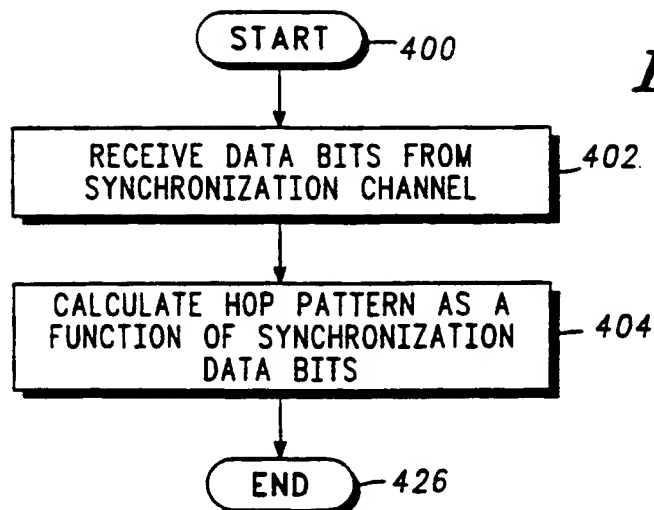 START
400
RECEIVE DATA BITS FROM
SYNCHRONIZATION CHANNEL
402
CALCULATE HOP PATTERN AS A
FUNCTION OF SYNCHRONIZATION
DATA BITS
404
END
426